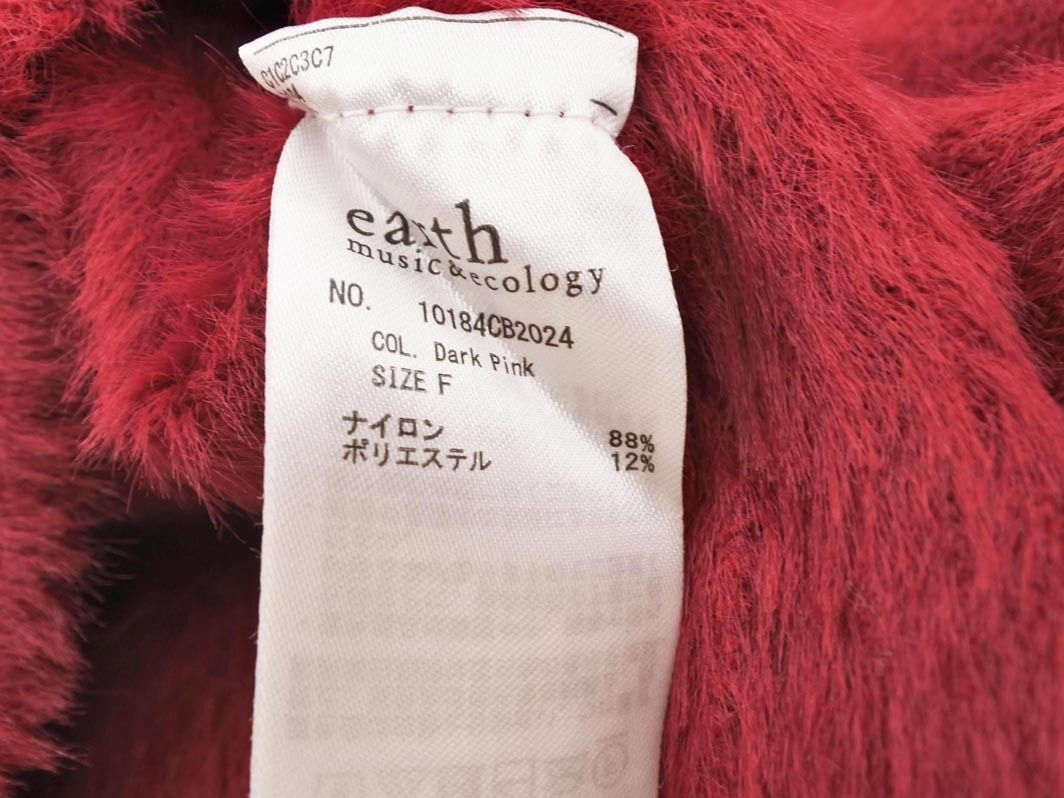 C1C2C3C7
earth
music&ecology
NO. 10184CB2024
COL. Dark Pink
SIZE F
ナイロン 88%
ポリエステル 12%